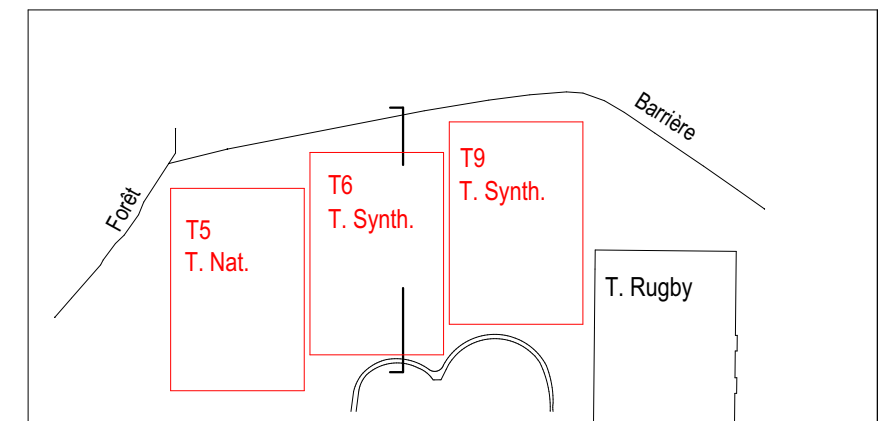 Barrière
Forêt
T5
T. Nat.
T6
T. Synth.
T9
T. Synth.
T. Rugby